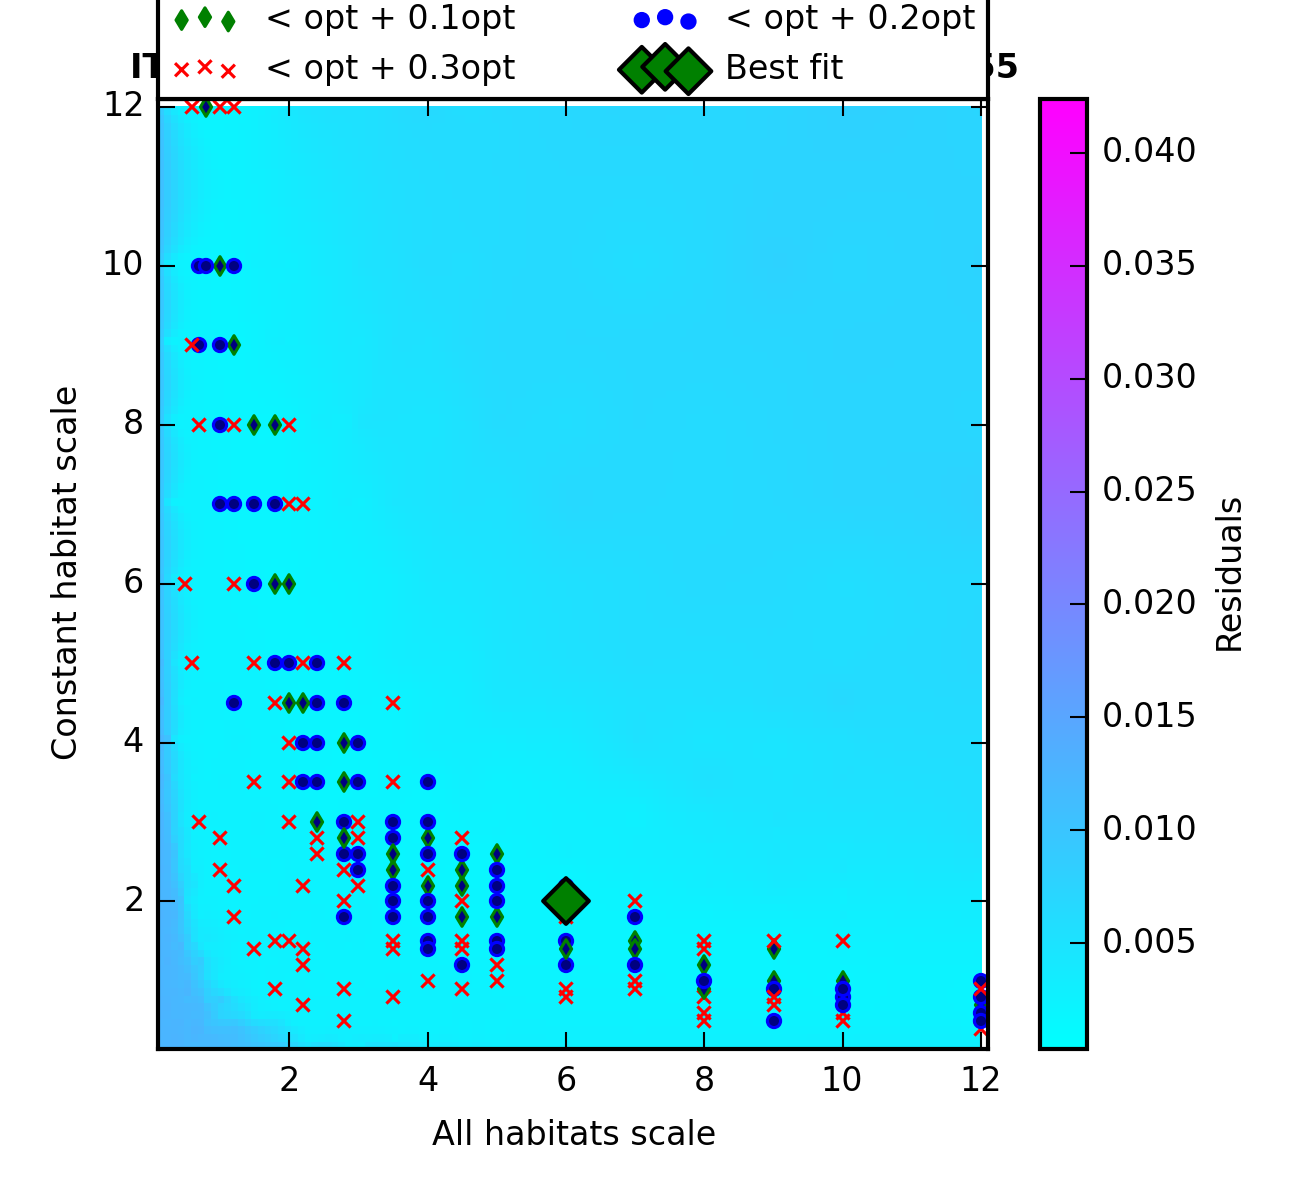 < opt + 0.1opt < opt + 0.2opt
< opt + 0.3opt Best fit
12
10
8
6
4
2
2 4 6 8 10 12
All habitats scale
Constant habitat scale
0.040
0.035
0.030
0.025
0.020
0.015
0.010
0.005
Residuals